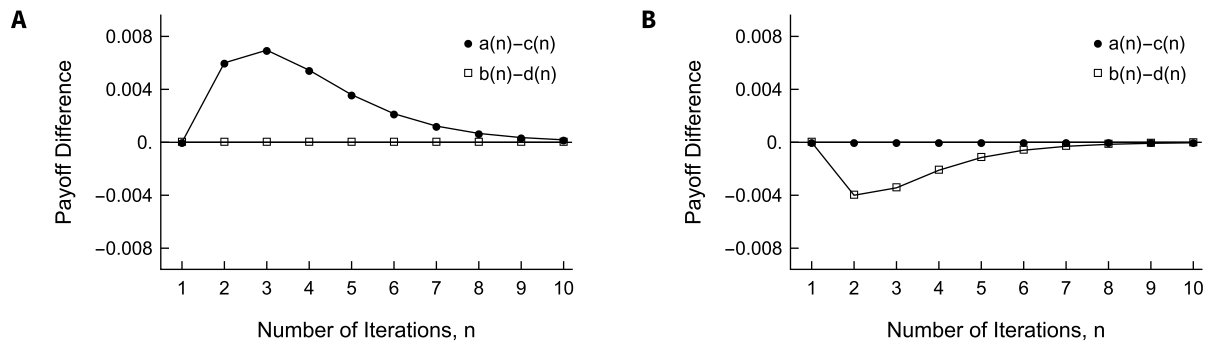 A
0.008
0.004
0.
−0.004
−0.008
Payoff Difference
a(n)−c(n)
b(n)−d(n)
1 2 3 4 5 6 7 8 9 10
Number of Iterations, n
B
0.008
0.004
0.
−0.004
−0.008
Payoff Difference
a(n)−c(n)
b(n)−d(n)
1 2 3 4 5 6 7 8 9 10
Number of Iterations, n